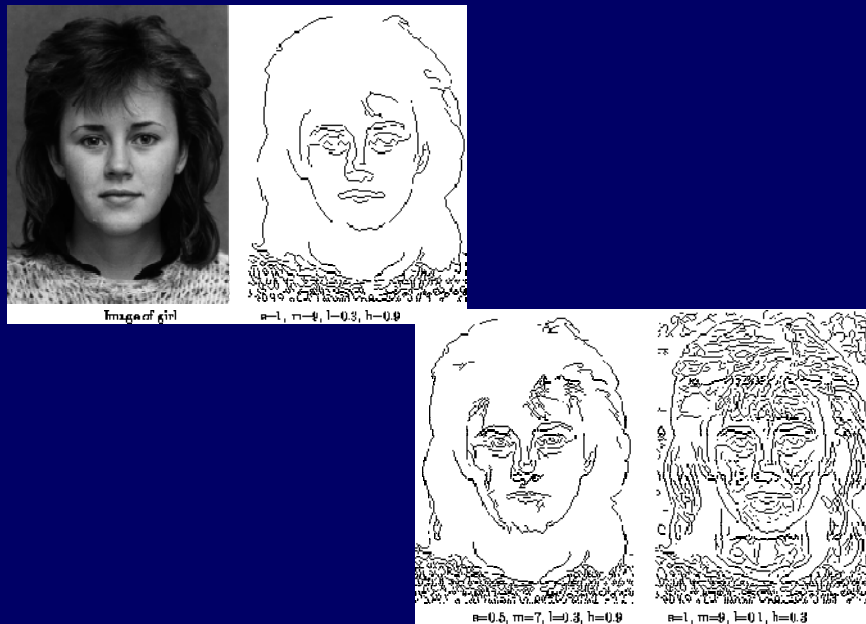 Image of girl
s=1, m=9, l=0.3, h=0.9
s=0.5, m=7, l=0.3, h=0.9
s=1, m=9, l=0.1, h=0.3